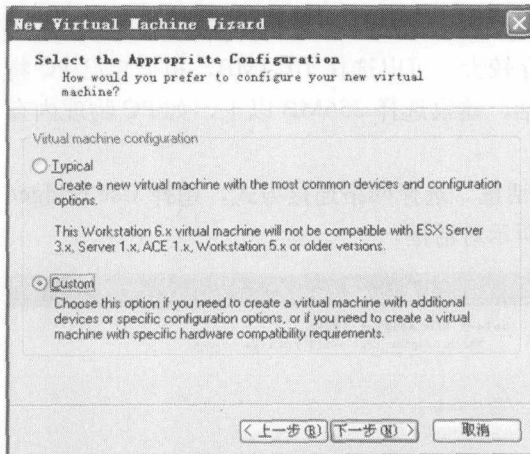 New Virtual Machine Wizard
Select the Appropriate Configuration
How would you prefer to configure your new virtual
machine?
Virtual machine configuration
Typical
Create a new virtual machine with the most common devices and configuration
options.
This Workstation 6.x virtual machine will not be compatible with ESX Server
3.x, Server 1.x, ACE 1.x, Workstation 5.x or older versions.
Custom
Choose this option if you need to create a virtual machine with additional
devices or specific configuration options, or if you need to create a virtual
machine with specific hardware compatibility requirements.
< 上一步(B) 下一步(N) > 取消